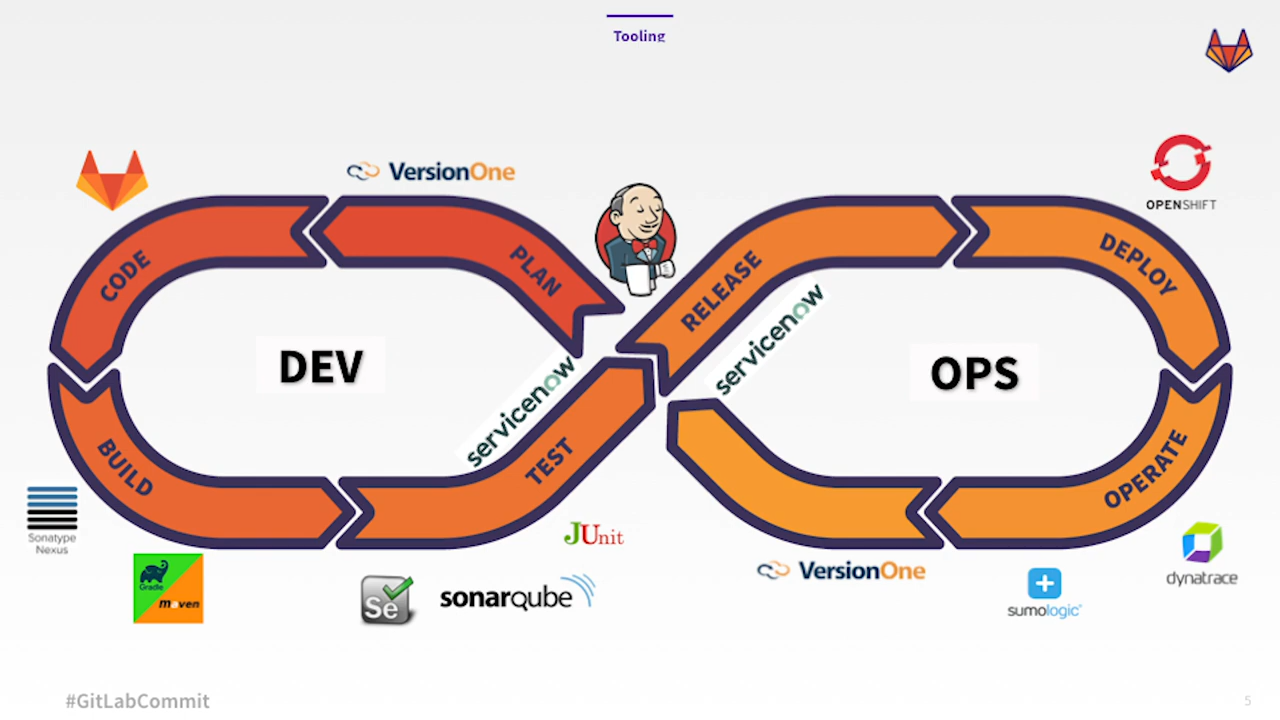 Tooling
VersionOne
OPENSHIFT
CODE
PLAN
RELEASE
DEPLOY
servicenow
servicenow
DEV
OPS
BUILD
TEST
OPERATE
Sonatype
Nexus
JUnit
Gradle
maven
Se
sonarqube
VersionOne
sumologic
dynatrace
#GitLabCommit
5